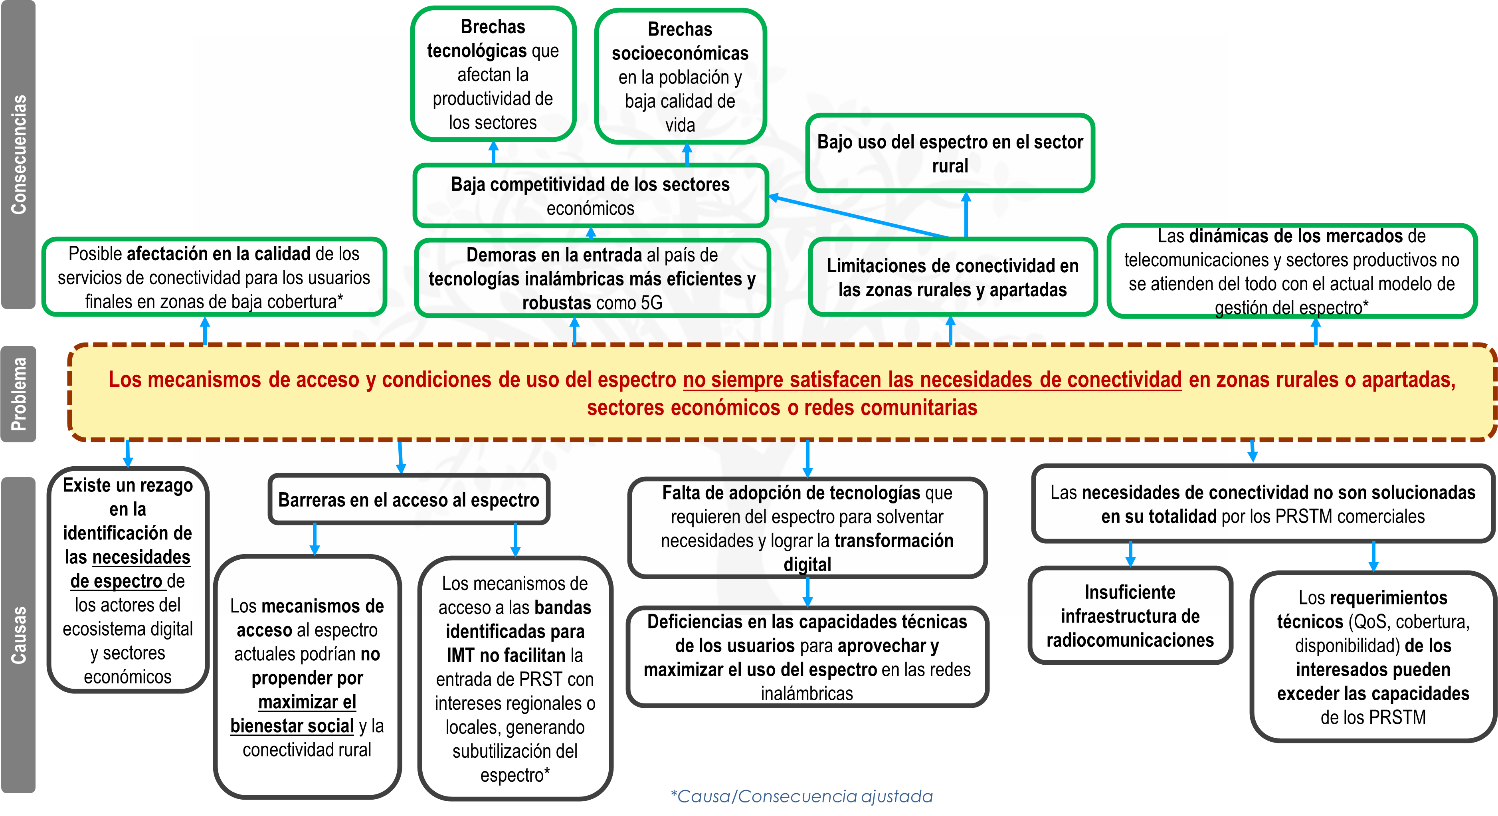 Consecuencias
Brechas
tecnológicas que
afectan la
productividad de
los sectores
Brechas
socioeconómicas
en la población y
baja calidad de
vida
Bajo uso del espectro en el sector
rural
Baja competitividad de los sectores
económicos
Posible afectación en la calidad de los
servicios de conectividad para los usuarios
finales en zonas de baja cobertura*
Demoras en la entrada al país de
tecnologías inalámbricas más eficientes y
robustas como 5G
Limitaciones de conectividad en
las zonas rurales y apartadas
Las dinámicas de los mercados de
telecomunicaciones y sectores productivos no
se atienden del todo con el actual modelo de
gestión del espectro*
Problema
Los mecanismos de acceso y condiciones de uso del espectro no siempre satisfacen las necesidades de conectividad en zonas rurales o apartadas,
sectores económicos o redes comunitarias
Causas
Existe un rezago
en la
identificación de
las necesidades
de espectro de
los actores del
ecosistema digital
y sectores
económicos
Barreras en el acceso al espectro
Los mecanismos de
acceso al espectro
actuales podrían no
propender por
maximizar el
bienestar social y la
conectividad rural
Los mecanismos de
acceso a las bandas
identificadas para
IMT no facilitan la
entrada de PRST con
intereses regionales o
locales, generando
subutilización del
espectro*
Falta de adopción de tecnologías que
requieren del espectro para solventar
necesidades y lograr la transformación
digital
Deficiencias en las capacidades técnicas
de los usuarios para aprovechar y
maximizar el uso del espectro en las redes
inalámbricas
Las necesidades de conectividad no son solucionadas
en su totalidad por los PRSTM comerciales
Insuficiente
infraestructura de
radiocomunicaciones
Los requerimientos
técnicos (QoS, cobertura,
disponibilidad) de los
interesados pueden
exceder las capacidades
de los PRSTM
*Causa/Consecuencia ajustada